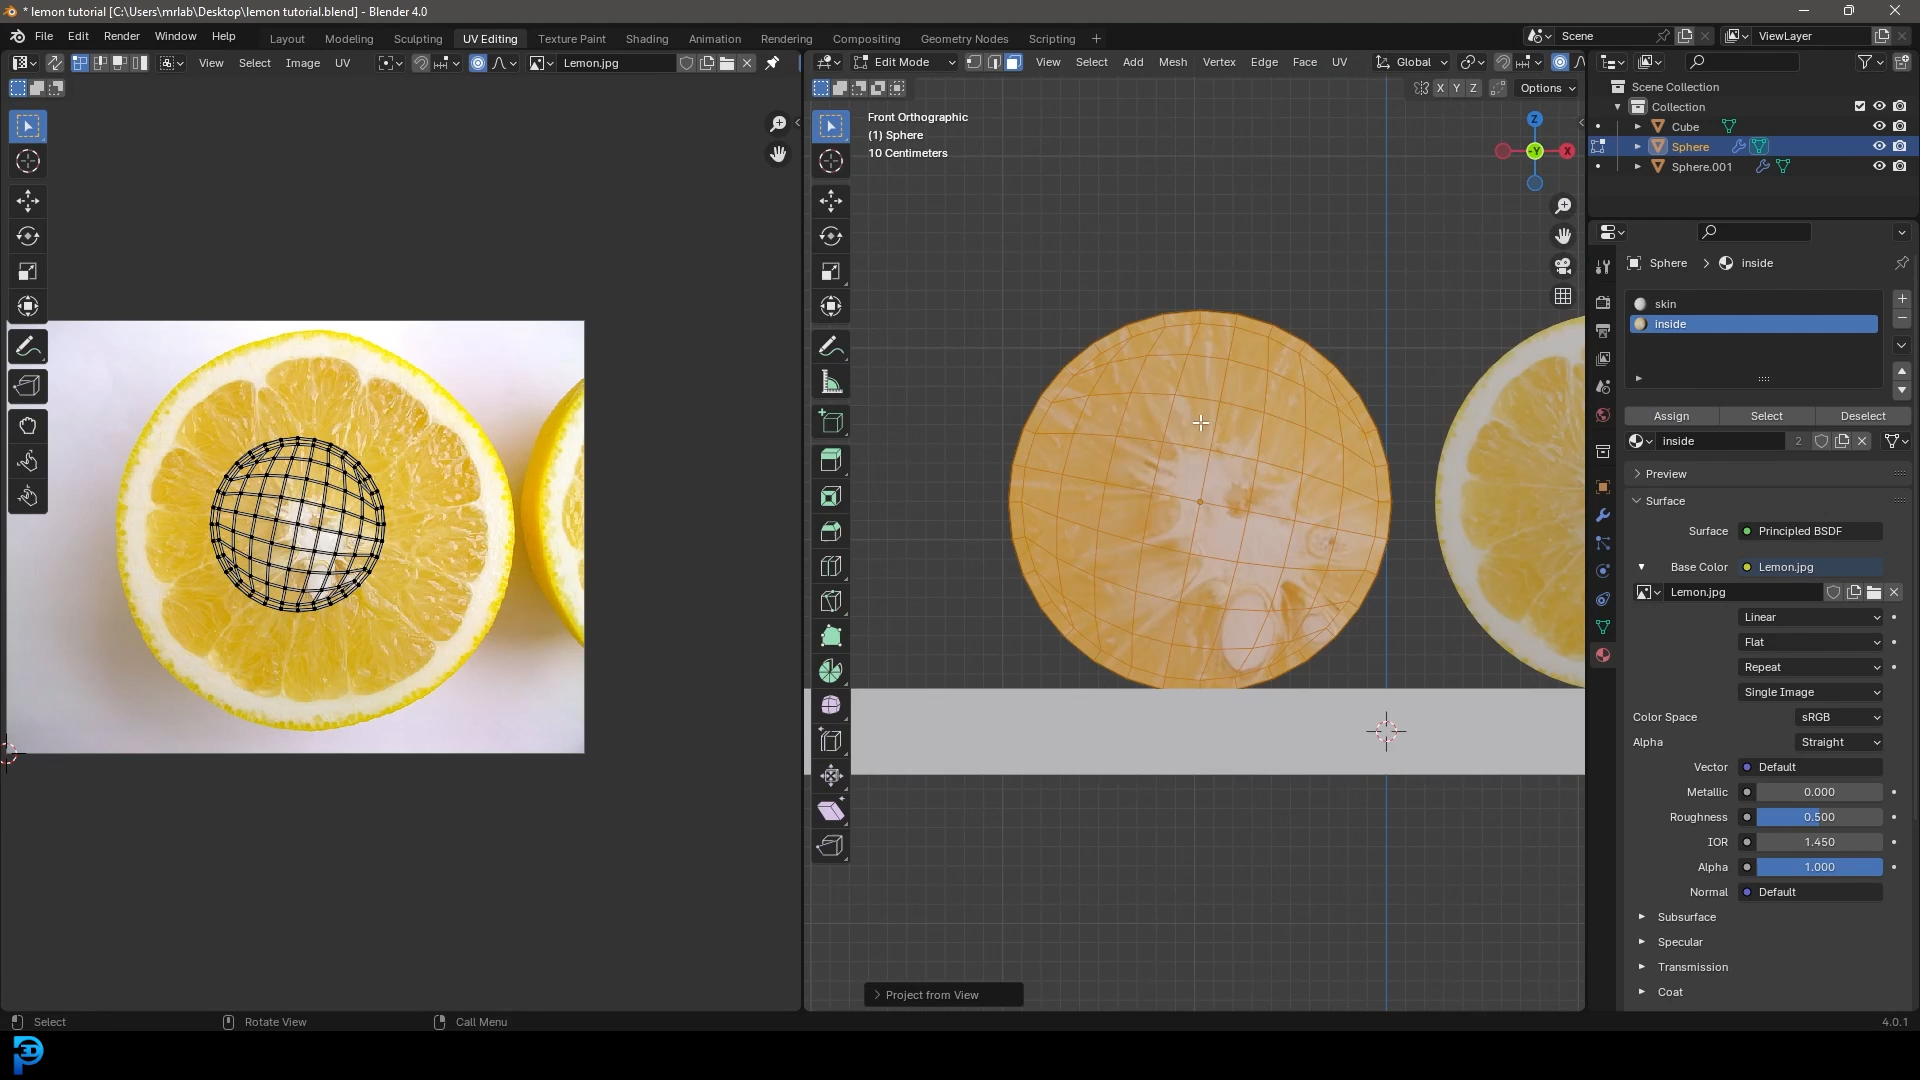 * lemon tutorial [C:\Users\mrlab\Desktop\lemon tutorial.blend] - Blender 4.0
File Edit Render Window Help
Layout Modeling Sculpting UV Editing Texture Paint Shading Animation Rendering Compositing Geometry Nodes Scripting +
Scene
ViewLayer
View Select Image UV
Lemon.jpg
Edit Mode
View Select Add Mesh Vertex Edge Face UV
Global
X Y Z
Options
Front Orthographic
(1) Sphere
10 Centimeters
Z
-Y
X
Project from View
Scene Collection
Collection
Cube
Sphere
Sphere.001
Sphere > inside
skin
inside
Assign Select Deselect
inside 2
Preview
Surface
Surface Principled BSDF
Base Color Lemon.jpg
Lemon.jpg
Linear
Flat
Repeat
Single Image
Color Space sRGB
Alpha Straight
Vector Default
Metallic 0.000
Roughness 0.500
IOR 1.450
Alpha 1.000
Normal Default
Subsurface
Specular
Transmission
Coat
Select Rotate View Call Menu 4.0.1